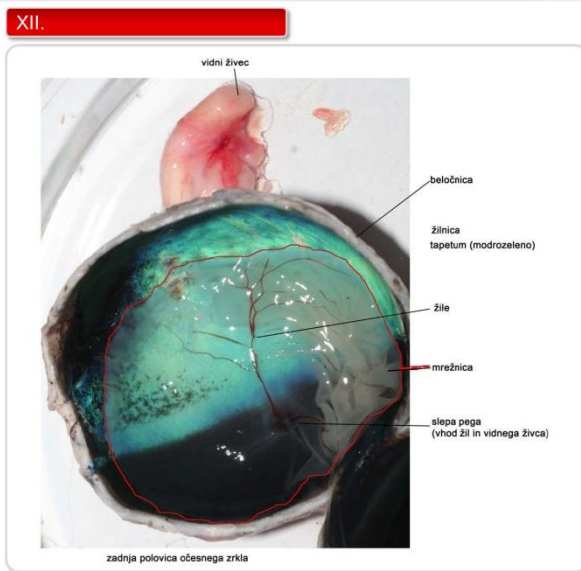 XII.
vidni živec
beločnica
žilnica
tapetum (modrozeleno)
žile
mrežnica
slepa pega
(vhod žil in vidnega živca)
zadnja polovica očesnega zrkla